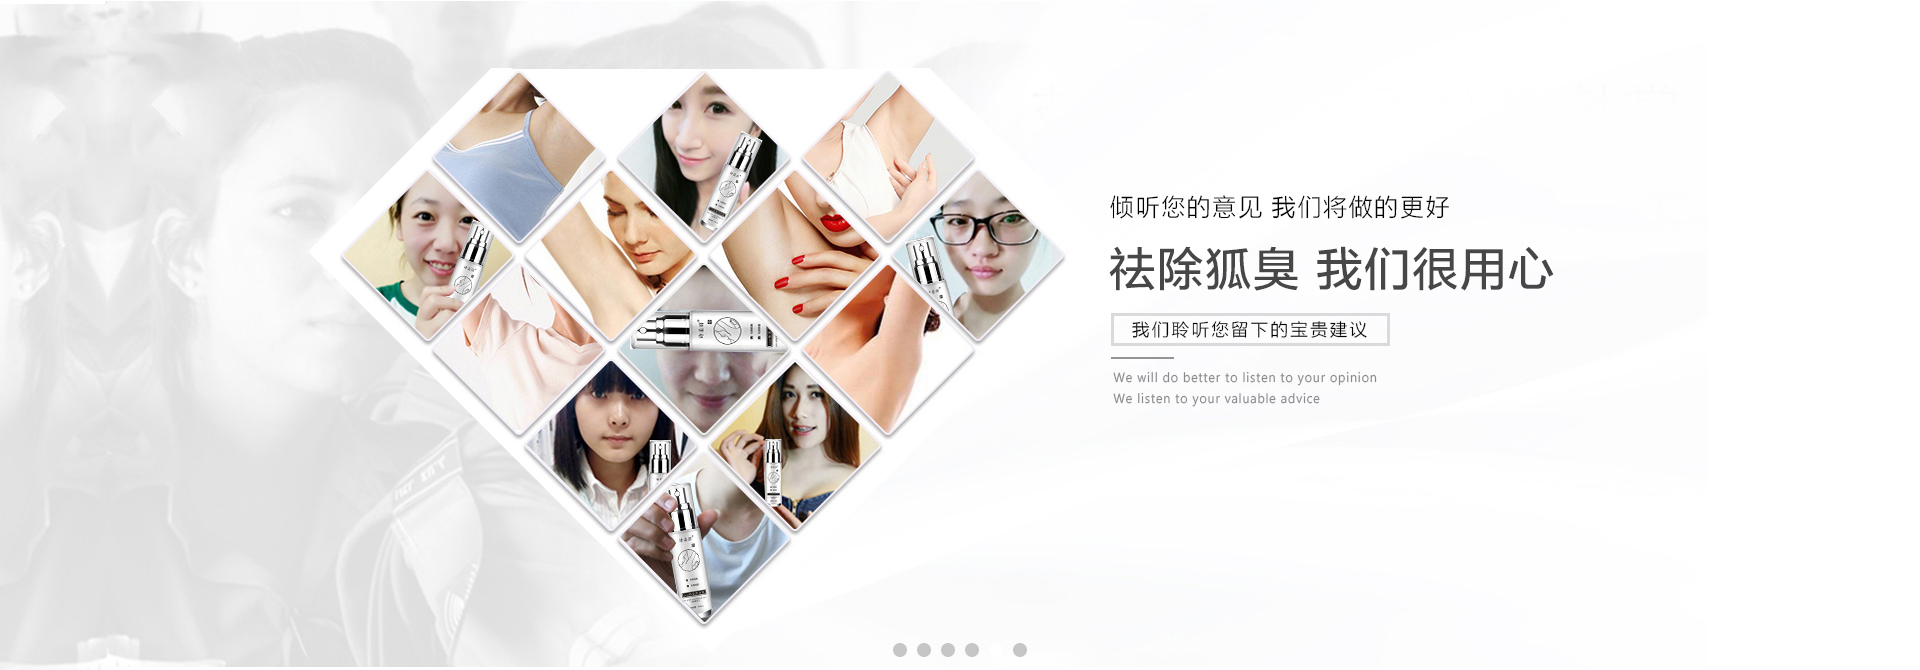 倾听您的意见 我们将做的更好
祛除狐臭 我们很用心
我们聆听您留下的宝贵建议
We will do better to listen to your opinion
We listen to your valuable advice